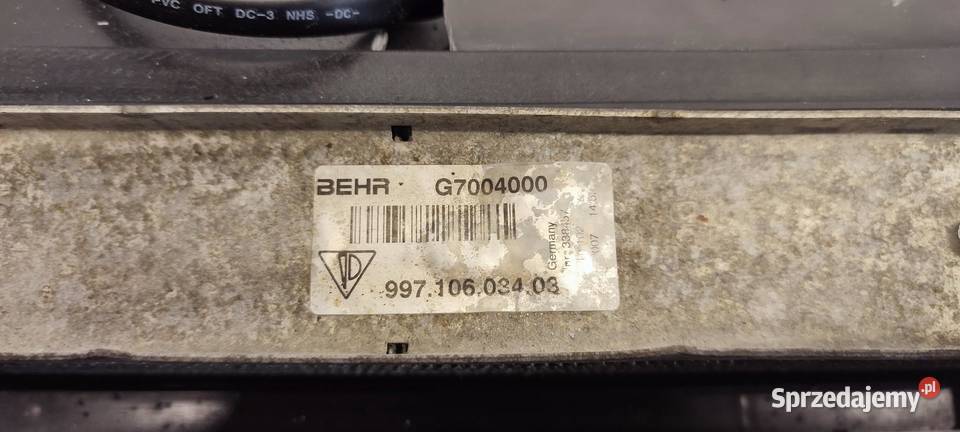 PVC OFT DC-3 NHS -DC-
BEHR G7004000
997.106.034.03
Germany
Sprzedajemy.pl